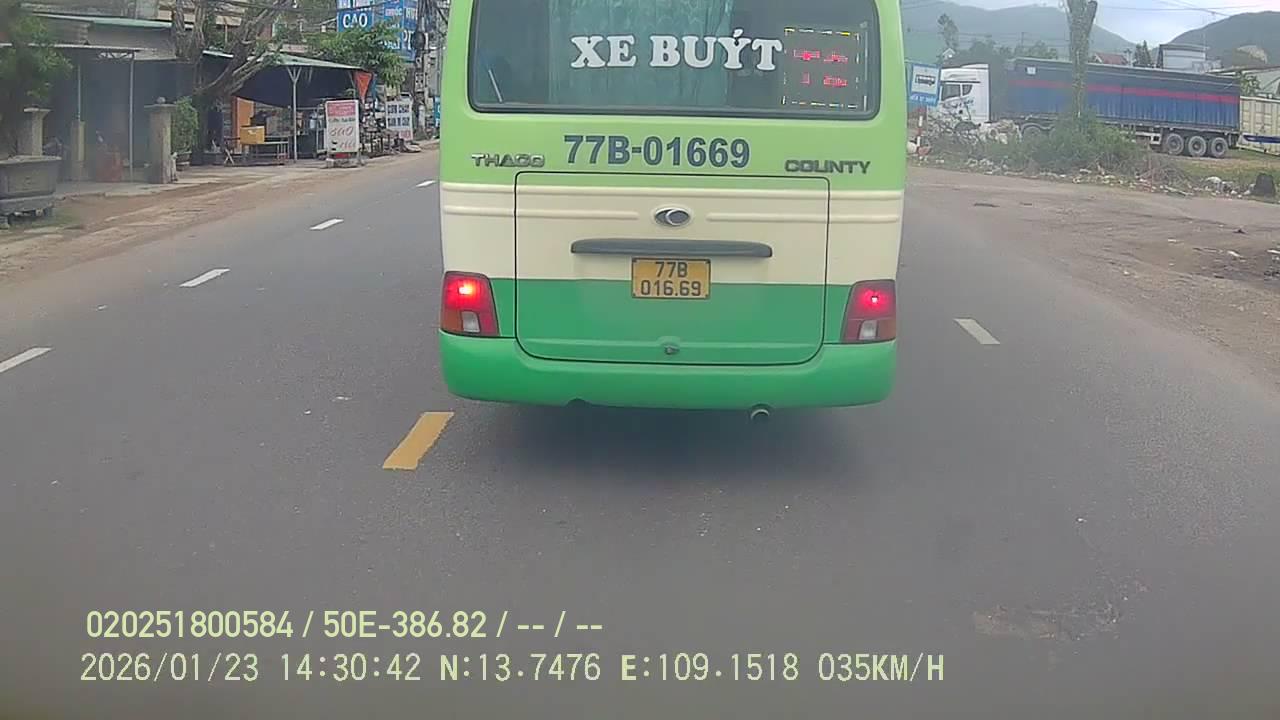 CAO
XE BUÝT
77B-01669
THACO
COUNTY
77B
016.69
020251800584 / 50E-386.82 / -- / --
2026/01/23 14:30:42 N:13.7476 E:109.1518 035KM/H